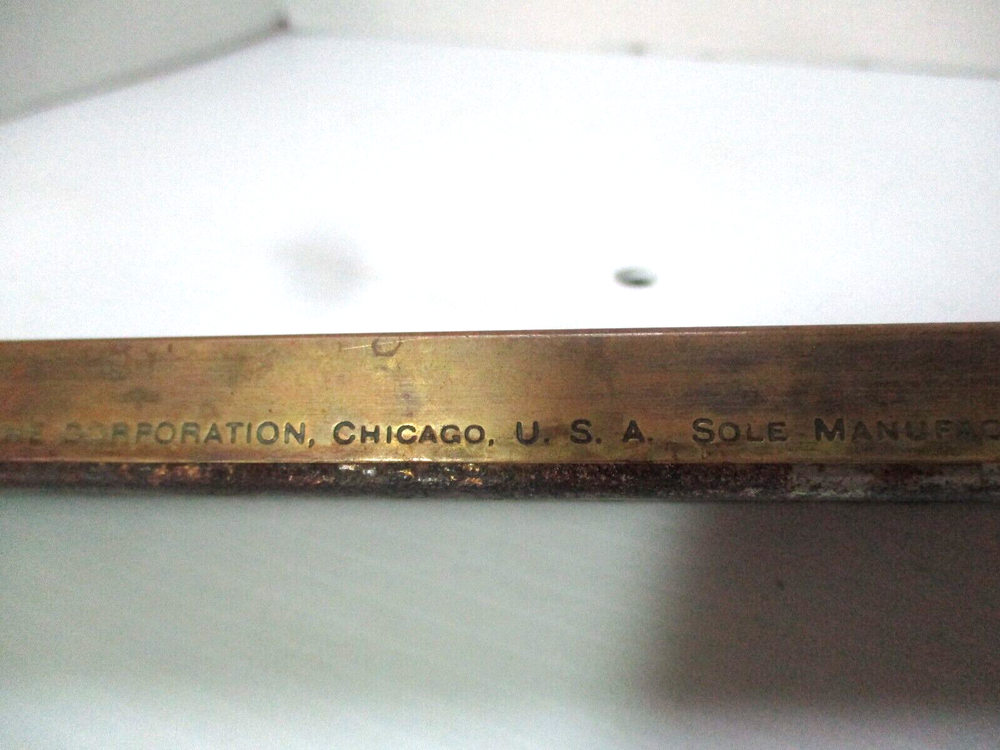 CORPORATION, CHICAGO, U. S. A. SOLE MANUFAC